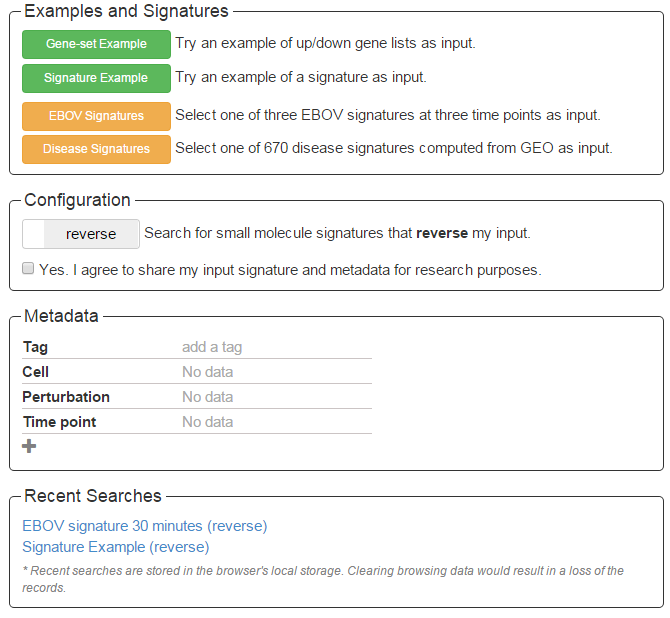 Examples and Signatures
Gene-set Example Try an example of up/down gene lists as input.
Signature Example Try an example of a signature as input.
EBOV Signatures Select one of three EBOV signatures at three time points as input.
Disease Signatures Select one of 670 disease signatures computed from GEO as input.
Configuration
reverse Search for small molecule signatures that reverse my input.
Yes. I agree to share my input signature and metadata for research purposes.
Metadata
Tag add a tag
Cell No data
Perturbation No data
Time point No data
Recent Searches
EBOV signature 30 minutes (reverse)
Signature Example (reverse)
* Recent searches are stored in the browser's local storage. Clearing browsing data would result in a loss of the
records.